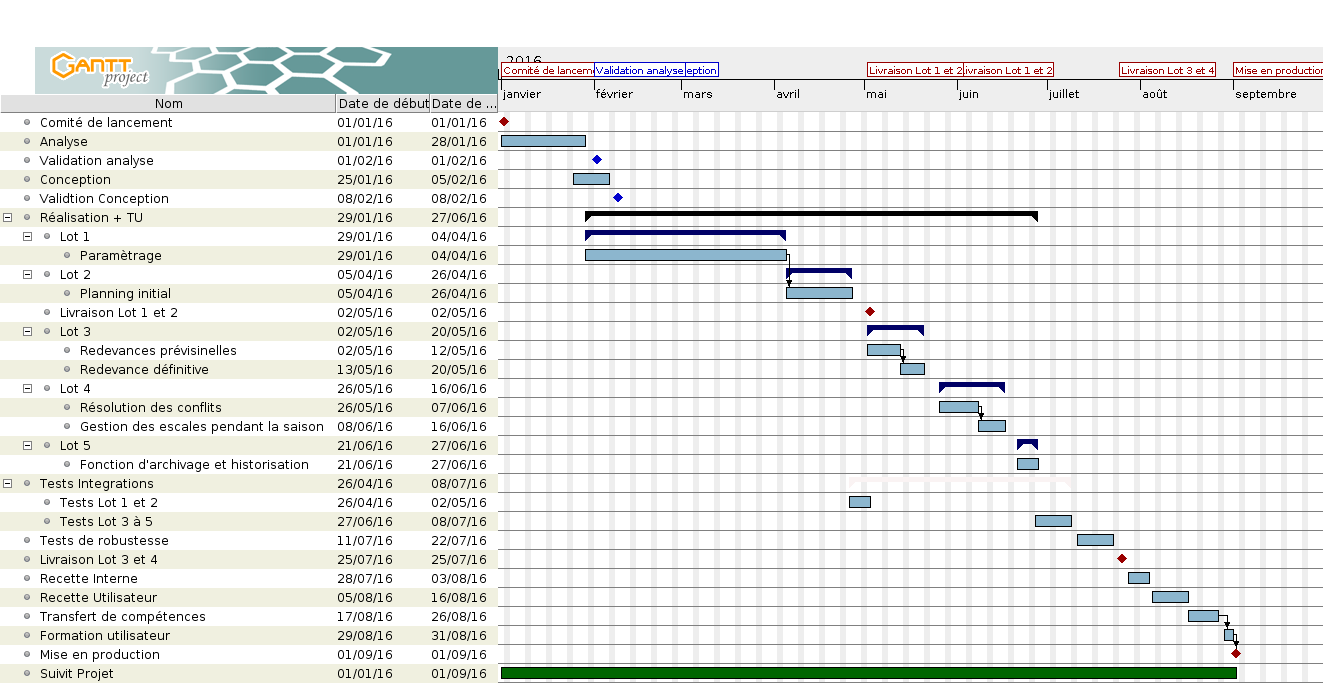 GANTT project
2016
Comité de lancem Validation analyse eption Livraison Lot 1 et 2 ivraison Lot 1 et 2 Livraison Lot 3 et 4 Mise en production
janvier février mars avril mai juin juillet août septembre
Nom Date de début Date de ...
Comité de lancement 01/01/16 01/01/16
Analyse 01/01/16 28/01/16
Validation analyse 01/02/16 01/02/16
Conception 25/01/16 05/02/16
Validtion Conception 08/02/16 08/02/16
Réalisation + TU 29/01/16 27/06/16
Lot 1 29/01/16 04/04/16
Paramètrage 29/01/16 04/04/16
Lot 2 05/04/16 26/04/16
Planning initial 05/04/16 26/04/16
Livraison Lot 1 et 2 02/05/16 02/05/16
Lot 3 02/05/16 20/05/16
Redevances prévisinelles 02/05/16 12/05/16
Redevance définitive 13/05/16 20/05/16
Lot 4 26/05/16 16/06/16
Résolution des conflits 26/05/16 07/06/16
Gestion des escales pendant la saison 08/06/16 16/06/16
Lot 5 21/06/16 27/06/16
Fonction d'archivage et historisation 21/06/16 27/06/16
Tests Integrations 26/04/16 08/07/16
Tests Lot 1 et 2 26/04/16 02/05/16
Tests Lot 3 à 5 27/06/16 08/07/16
Tests de robustesse 11/07/16 22/07/16
Livraison Lot 3 et 4 25/07/16 25/07/16
Recette Interne 28/07/16 03/08/16
Recette Utilisateur 05/08/16 16/08/16
Transfert de compétences 17/08/16 26/08/16
Formation utilisateur 29/08/16 31/08/16
Mise en production 01/09/16 01/09/16
Suivit Projet 01/01/16 01/09/16